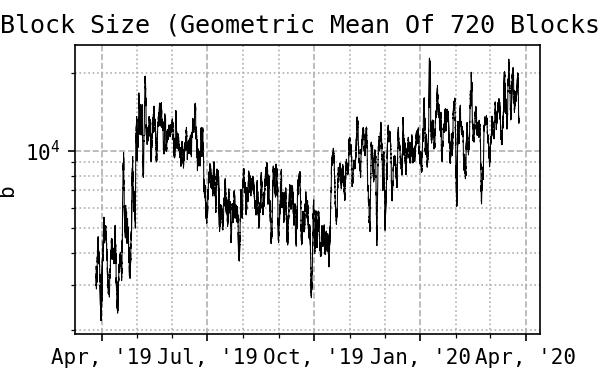 Block Size (Geometric Mean Of 720 Blocks
10⁴
b
Apr, '19 Jul, '19 Oct, '19 Jan, '20 Apr, '20